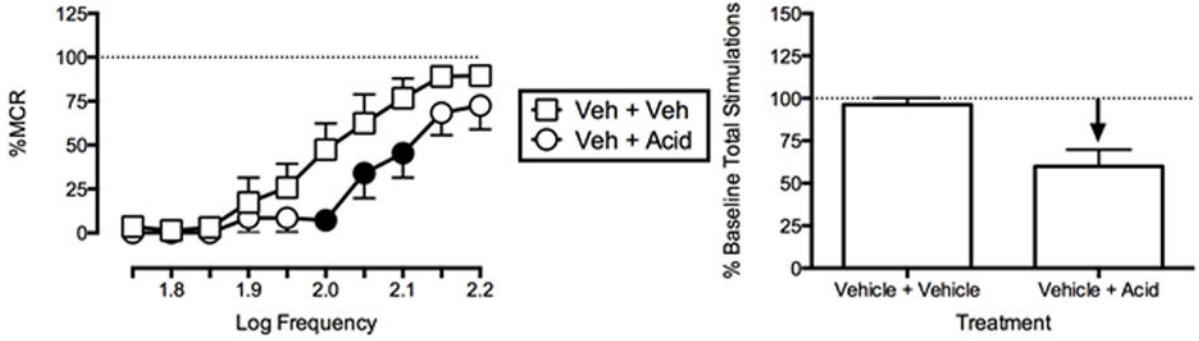 %MCR
125
100
75
50
25
0
1.8 1.9 2.0 2.1 2.2
Log Frequency
Veh + Veh
Veh + Acid
% Baseline Total Stimulations
150
125
100
75
50
25
0
Vehicle + Vehicle Vehicle + Acid
Treatment